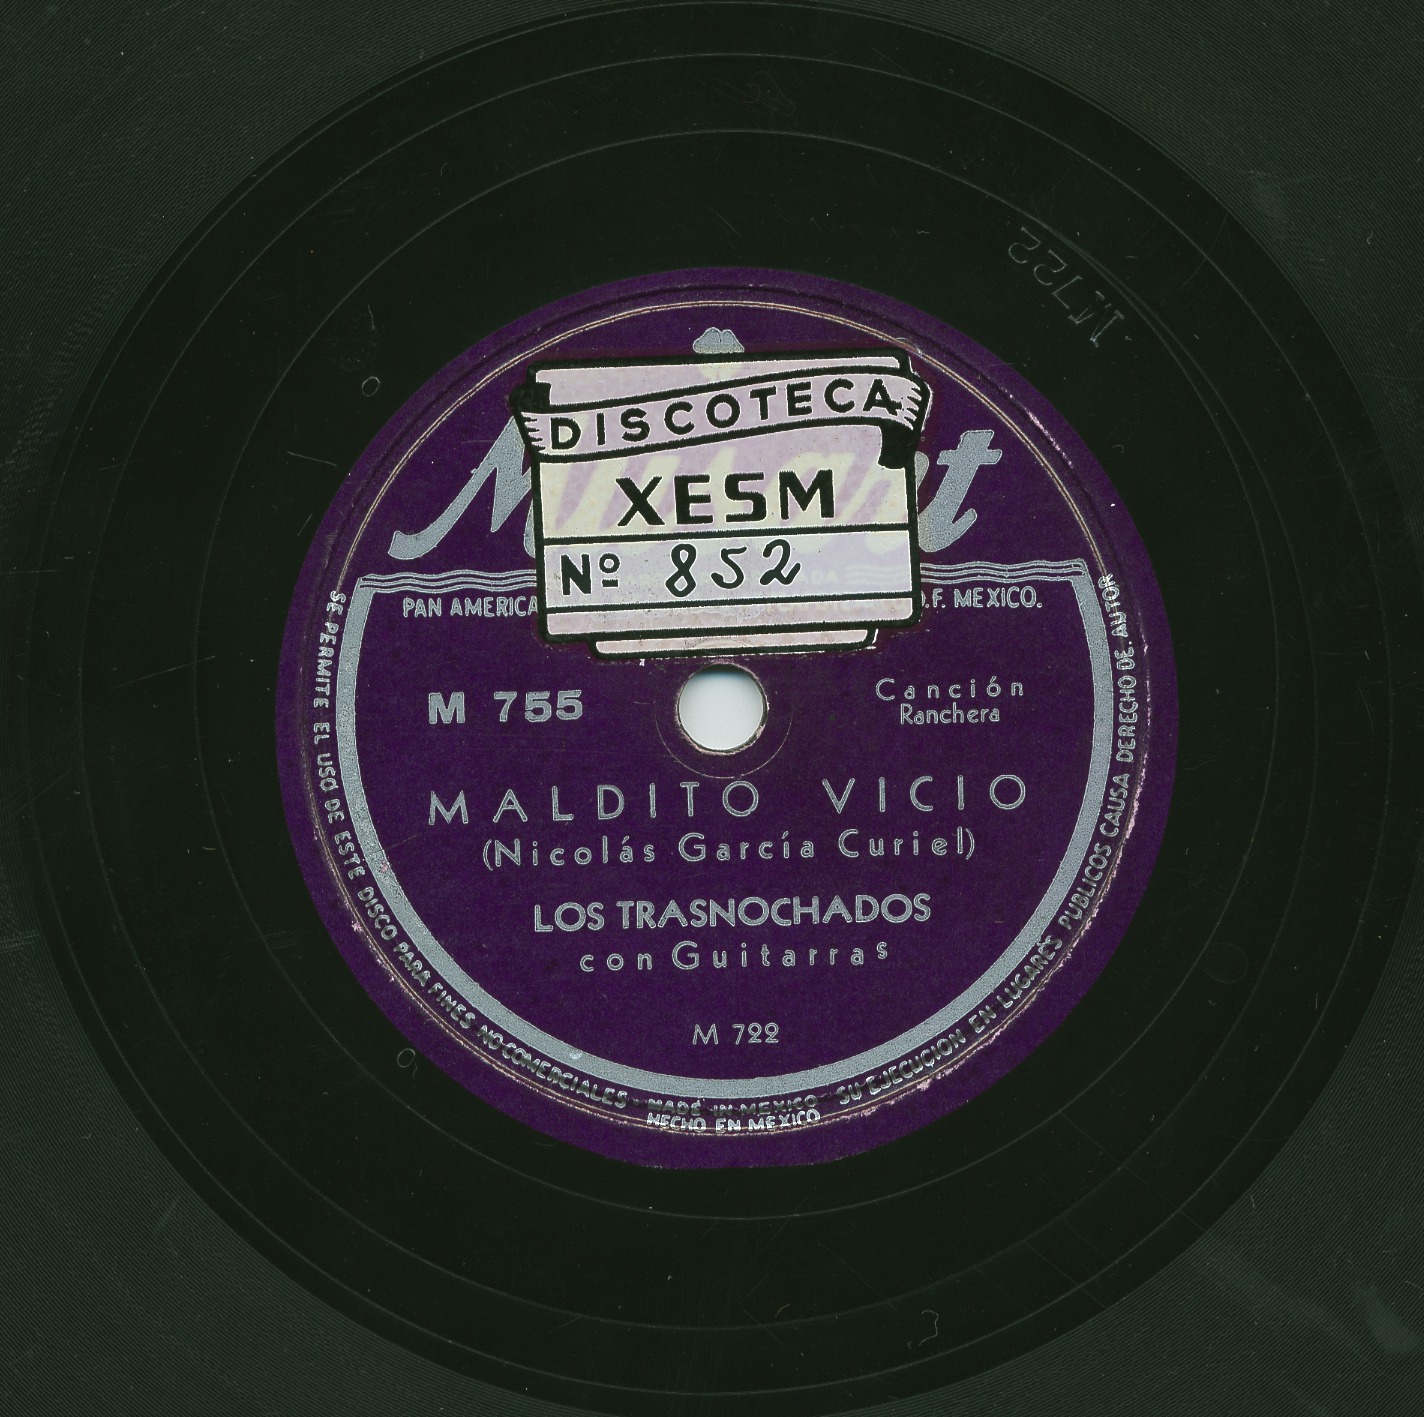 DISCOTECA
XESM
Nº 852
PAN AMERICA
D.F. MEXICO.
M 755
Canción
Ranchera
MALDITO VICIO
(Nicolás García Curiel)
LOS TRASNOCHADOS
con Guitarras
M 722
SE PERMITE EL USO DE ESTE DISCO PARA FINES NO COMERCIALES - MADE IN MEXICO - SU EJECUCION EN LUGARES PUBLICOS CAUSA DERECHO DE AUTOR
HECHO EN MEXICO
M722